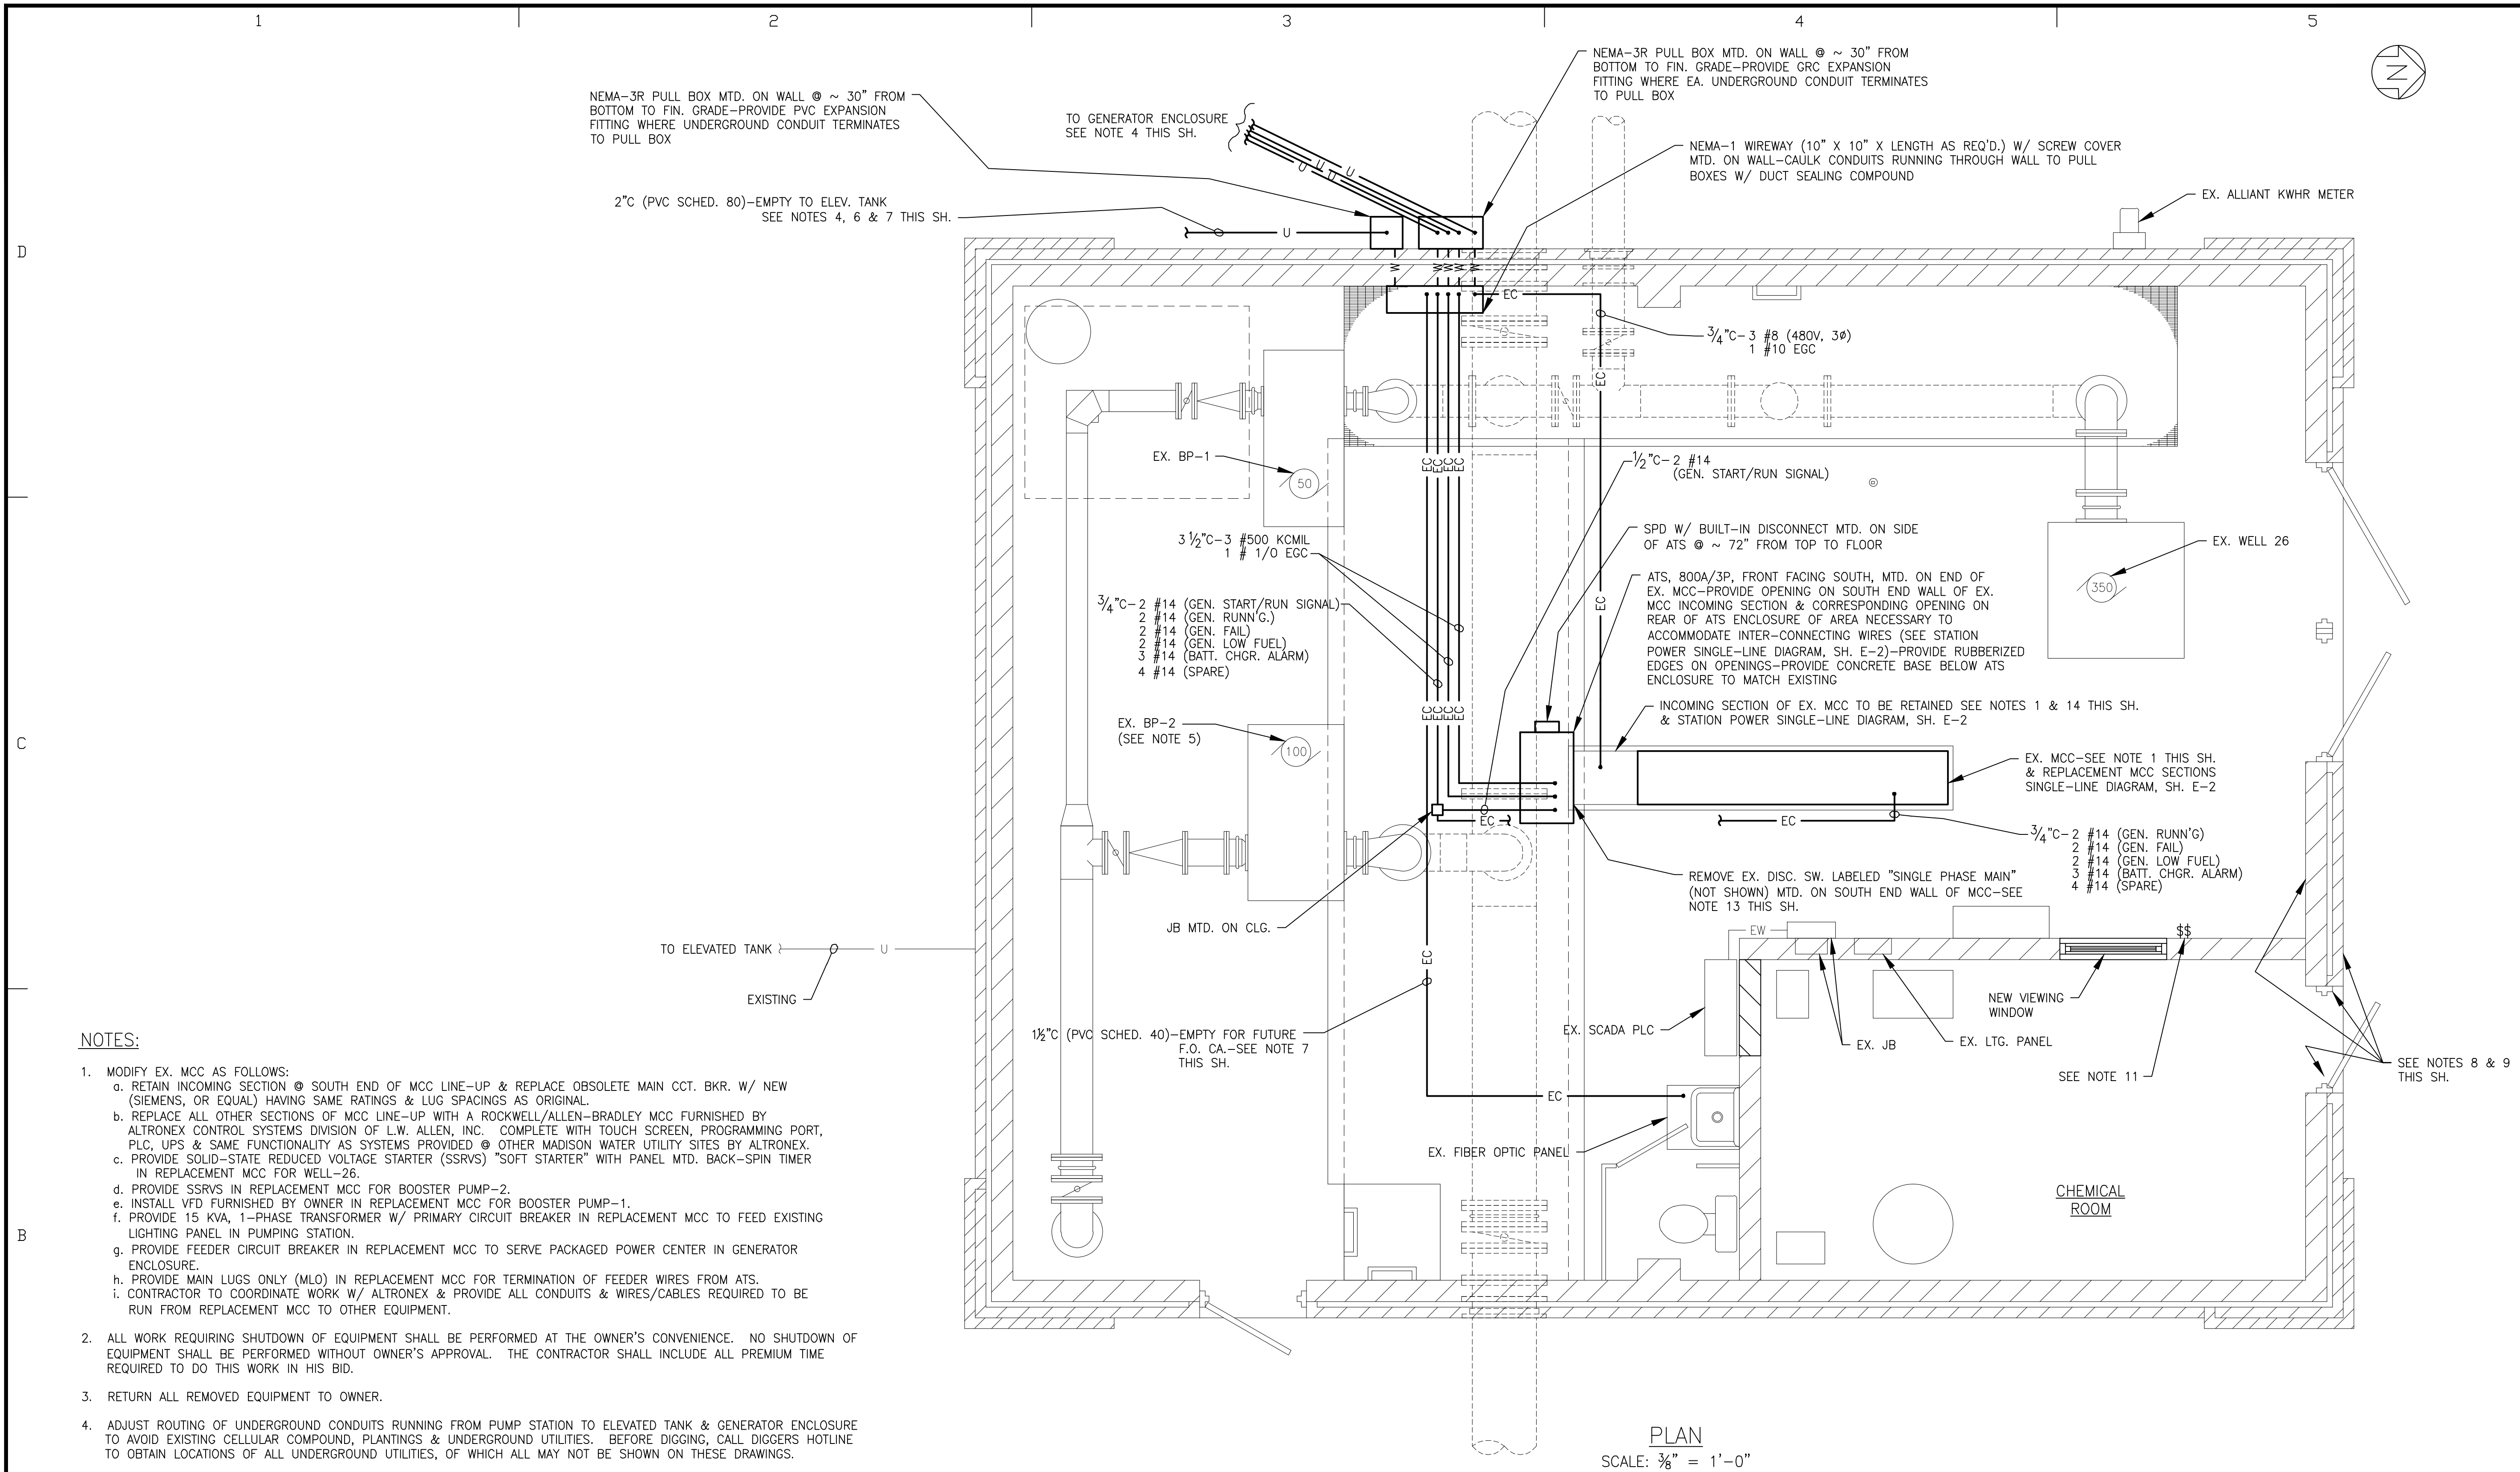 1
2
3
4
5
D
C
B
N
NEMA-3R PULL BOX MTD. ON WALL @ ~ 30" FROM
BOTTOM TO FIN. GRADE-PROVIDE PVC EXPANSION
FITTING WHERE UNDERGROUND CONDUIT TERMINATES
TO PULL BOX
TO GENERATOR ENCLOSURE
SEE NOTE 4 THIS SH.
NEMA-3R PULL BOX MTD. ON WALL @ ~ 30" FROM
BOTTOM TO FIN. GRADE-PROVIDE GRC EXPANSION
FITTING WHERE EA. UNDERGROUND CONDUIT TERMINATES
TO PULL BOX
NEMA-1 WIREWAY (10" X 10" X LENGTH AS REQ'D.) W/ SCREW COVER
MTD. ON WALL-CAULK CONDUITS RUNNING THROUGH WALL TO PULL
BOXES W/ DUCT SEALING COMPOUND
EX. ALLIANT KWHR METER
2"C (PVC SCHED. 80)-EMPTY TO ELEV. TANK
SEE NOTES 4, 6 & 7 THIS SH.
U
U
U
U
U
W
W
W
W
W
EC
3/4"C-3 #8 (480V, 3ø)
1 #10 EGC
EC
EX. BP-1
50
EC
EC
EC
EC
1/2"C-2 #14
(GEN. START/RUN SIGNAL)
SPD W/ BUILT-IN DISCONNECT MTD. ON SIDE
OF ATS @ ~ 72" FROM TOP TO FLOOR
3 1/2"C-3 #500 KCMIL
1 # 1/0 EGC
EX. WELL 26
350
EC
ATS, 800A/3P, FRONT FACING SOUTH, MTD. ON END OF
EX. MCC-PROVIDE OPENING ON SOUTH END WALL OF EX.
MCC INCOMING SECTION & CORRESPONDING OPENING ON
REAR OF ATS ENCLOSURE OF AREA NECESSARY TO
ACCOMMODATE INTER-CONNECTING WIRES (SEE STATION
POWER SINGLE-LINE DIAGRAM, SH. E-2)-PROVIDE RUBBERIZED
EDGES ON OPENINGS-PROVIDE CONCRETE BASE BELOW ATS
ENCLOSURE TO MATCH EXISTING
3/4"C-2 #14 (GEN. START/RUN SIGNAL)
2 #14 (GEN. RUNN'G.)
2 #14 (GEN. FAIL)
2 #14 (GEN. LOW FUEL)
3 #14 (BATT. CHGR. ALARM)
4 #14 (SPARE)
INCOMING SECTION OF EX. MCC TO BE RETAINED SEE NOTES 1 & 14 THIS SH.
& STATION POWER SINGLE-LINE DIAGRAM, SH. E-2
EC
EC
EC
EC
EX. BP-2
(SEE NOTE 5)
100
EX. MCC-SEE NOTE 1 THIS SH.
& REPLACEMENT MCC SECTIONS
SINGLE-LINE DIAGRAM, SH. E-2
EC
EC
3/4"C-2 #14 (GEN. RUNN'G)
2 #14 (GEN. FAIL)
2 #14 (GEN. LOW FUEL)
3 #14 (BATT. CHGR. ALARM)
4 #14 (SPARE)
REMOVE EX. DISC. SW. LABELED "SINGLE PHASE MAIN"
(NOT SHOWN) MTD. ON SOUTH END WALL OF MCC-SEE
NOTE 13 THIS SH.
JB MTD. ON CLG.
EW
$$
TO ELEVATED TANK
U
EXISTING
EC
1½"C (PVC SCHED. 40)-EMPTY FOR FUTURE
F.O. CA.-SEE NOTE 7
THIS SH.
EX. SCADA PLC
EX. JB
EX. LTG. PANEL
NEW VIEWING
WINDOW
SEE NOTE 11
SEE NOTES 8 & 9
THIS SH.
EC
EX. FIBER OPTIC PANEL
CHEMICAL
ROOM
NOTES:
1. MODIFY EX. MCC AS FOLLOWS:
a. RETAIN INCOMING SECTION @ SOUTH END OF MCC LINE-UP & REPLACE OBSOLETE MAIN CCT. BKR. W/ NEW
(SIEMENS, OR EQUAL) HAVING SAME RATINGS & LUG SPACINGS AS ORIGINAL.
b. REPLACE ALL OTHER SECTIONS OF MCC LINE-UP WITH A ROCKWELL/ALLEN-BRADLEY MCC FURNISHED BY
ALTRONEX CONTROL SYSTEMS DIVISION OF L.W. ALLEN, INC. COMPLETE WITH TOUCH SCREEN, PROGRAMMING PORT,
PLC, UPS & SAME FUNCTIONALITY AS SYSTEMS PROVIDED @ OTHER MADISON WATER UTILITY SITES BY ALTRONEX.
c. PROVIDE SOLID-STATE REDUCED VOLTAGE STARTER (SSRVS) "SOFT STARTER" WITH PANEL MTD. BACK-SPIN TIMER
IN REPLACEMENT MCC FOR WELL-26.
d. PROVIDE SSRVS IN REPLACEMENT MCC FOR BOOSTER PUMP-2.
e. INSTALL VFD FURNISHED BY OWNER IN REPLACEMENT MCC FOR BOOSTER PUMP-1.
f. PROVIDE 15 KVA, 1-PHASE TRANSFORMER W/ PRIMARY CIRCUIT BREAKER IN REPLACEMENT MCC TO FEED EXISTING
LIGHTING PANEL IN PUMPING STATION.
g. PROVIDE FEEDER CIRCUIT BREAKER IN REPLACEMENT MCC TO SERVE PACKAGED POWER CENTER IN GENERATOR
ENCLOSURE.
h. PROVIDE MAIN LUGS ONLY (MLO) IN REPLACEMENT MCC FOR TERMINATION OF FEEDER WIRES FROM ATS.
i. CONTRACTOR TO COORDINATE WORK W/ ALTRONEX & PROVIDE ALL CONDUITS & WIRES/CABLES REQUIRED TO BE
RUN FROM REPLACEMENT MCC TO OTHER EQUIPMENT.
2. ALL WORK REQUIRING SHUTDOWN OF EQUIPMENT SHALL BE PERFORMED AT THE OWNER'S CONVENIENCE. NO SHUTDOWN OF
EQUIPMENT SHALL BE PERFORMED WITHOUT OWNER'S APPROVAL. THE CONTRACTOR SHALL INCLUDE ALL PREMIUM TIME
REQUIRED TO DO THIS WORK IN HIS BID.
3. RETURN ALL REMOVED EQUIPMENT TO OWNER.
4. ADJUST ROUTING OF UNDERGROUND CONDUITS RUNNING FROM PUMP STATION TO ELEVATED TANK & GENERATOR ENCLOSURE
TO AVOID EXISTING CELLULAR COMPOUND, PLANTINGS & UNDERGROUND UTILITIES. BEFORE DIGGING, CALL DIGGERS HOTLINE
TO OBTAIN LOCATIONS OF ALL UNDERGROUND UTILITIES, OF WHICH ALL MAY NOT BE SHOWN ON THESE DRAWINGS.
PLAN
SCALE: 3/8" = 1'-0"